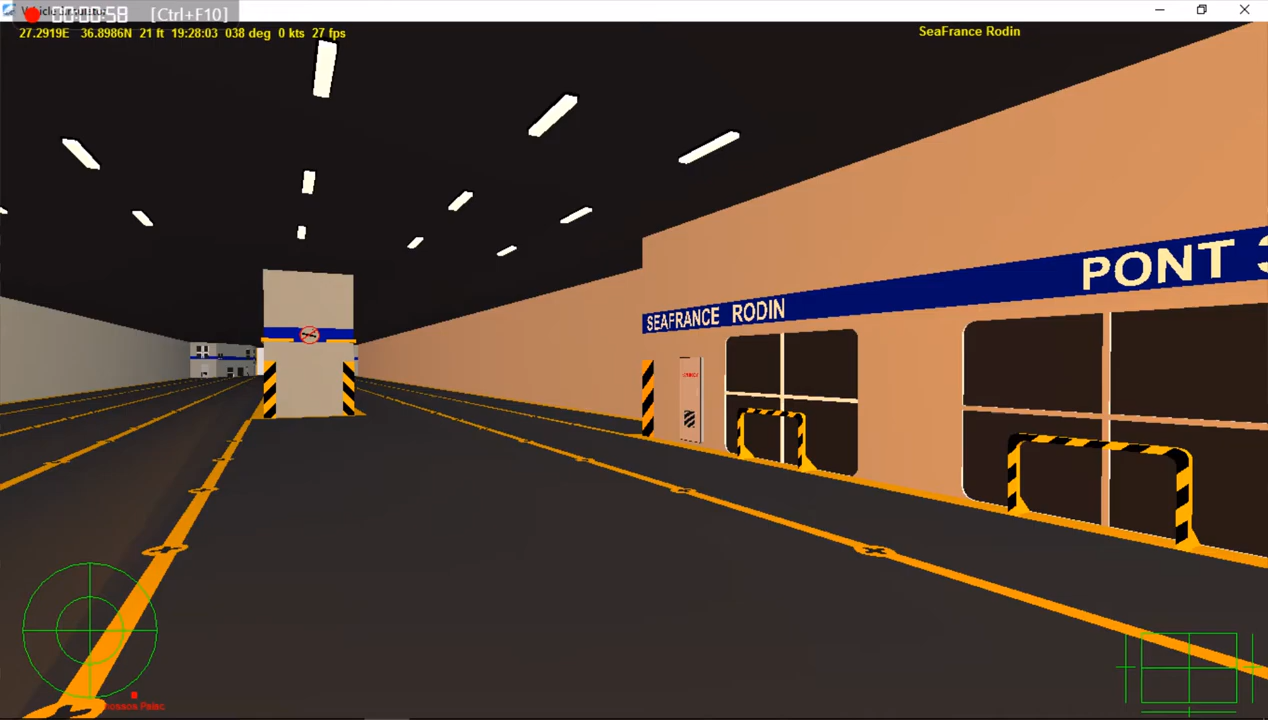 00:00:58 [Ctrl+F10]
27.2919E 36.8986N 21 ft 19:28:03 038 deg 0 kts 27 fps
SeaFrance Rodin
PONT
SEAFRANCE RODIN